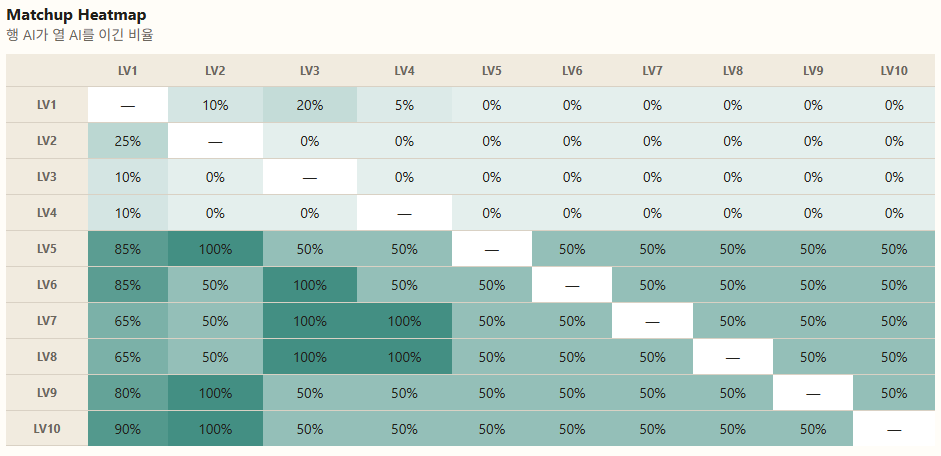 Matchup Heatmap
행 AI가 열 AI를 이긴 비율
LV1 LV2 LV3 LV4 LV5 LV6 LV7 LV8 LV9 LV10
LV1 — 10% 20% 5% 0% 0% 0% 0% 0% 0%
LV2 25% — 0% 0% 0% 0% 0% 0% 0% 0%
LV3 10% 0% — 0% 0% 0% 0% 0% 0% 0%
LV4 10% 0% 0% — 0% 0% 0% 0% 0% 0%
LV5 85% 100% 50% 50% — 50% 50% 50% 50% 50%
LV6 85% 50% 100% 50% 50% — 50% 50% 50% 50%
LV7 65% 50% 100% 100% 50% 50% — 50% 50% 50%
LV8 65% 50% 100% 100% 50% 50% 50% — 50% 50%
LV9 80% 100% 50% 50% 50% 50% 50% 50% — 50%
LV10 90% 100% 50% 50% 50% 50% 50% 50% 50% —